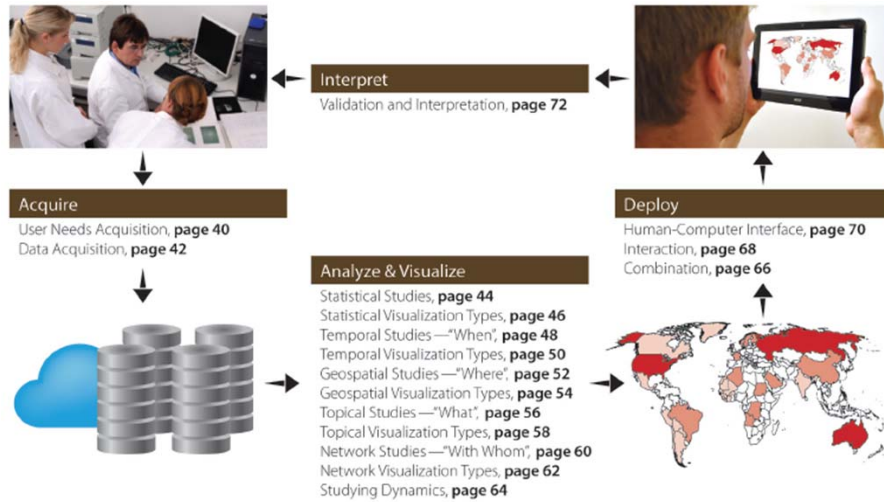 Interpret
Validation and Interpretation, page 72
Acquire
User Needs Acquisition, page 40
Data Acquisition, page 42
Analyze & Visualize
Statistical Studies, page 44
Statistical Visualization Types, page 46
Temporal Studies—“When”, page 48
Temporal Visualization Types, page 50
Geospatial Studies—“Where”, page 52
Geospatial Visualization Types, page 54
Topical Studies—“What”, page 56
Topical Visualization Types, page 58
Network Studies—“With Whom”, page 60
Network Visualization Types, page 62
Studying Dynamics, page 64
Deploy
Human-Computer Interface, page 70
Interaction, page 68
Combination, page 66